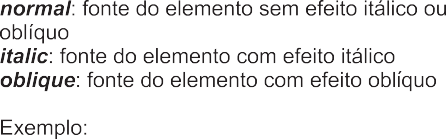 normal: fonte do elemento sem efeito itálico ou
oblíquo
italic: fonte do elemento com efeito itálico
oblique: fonte do elemento com efeito oblíquo
Exemplo: